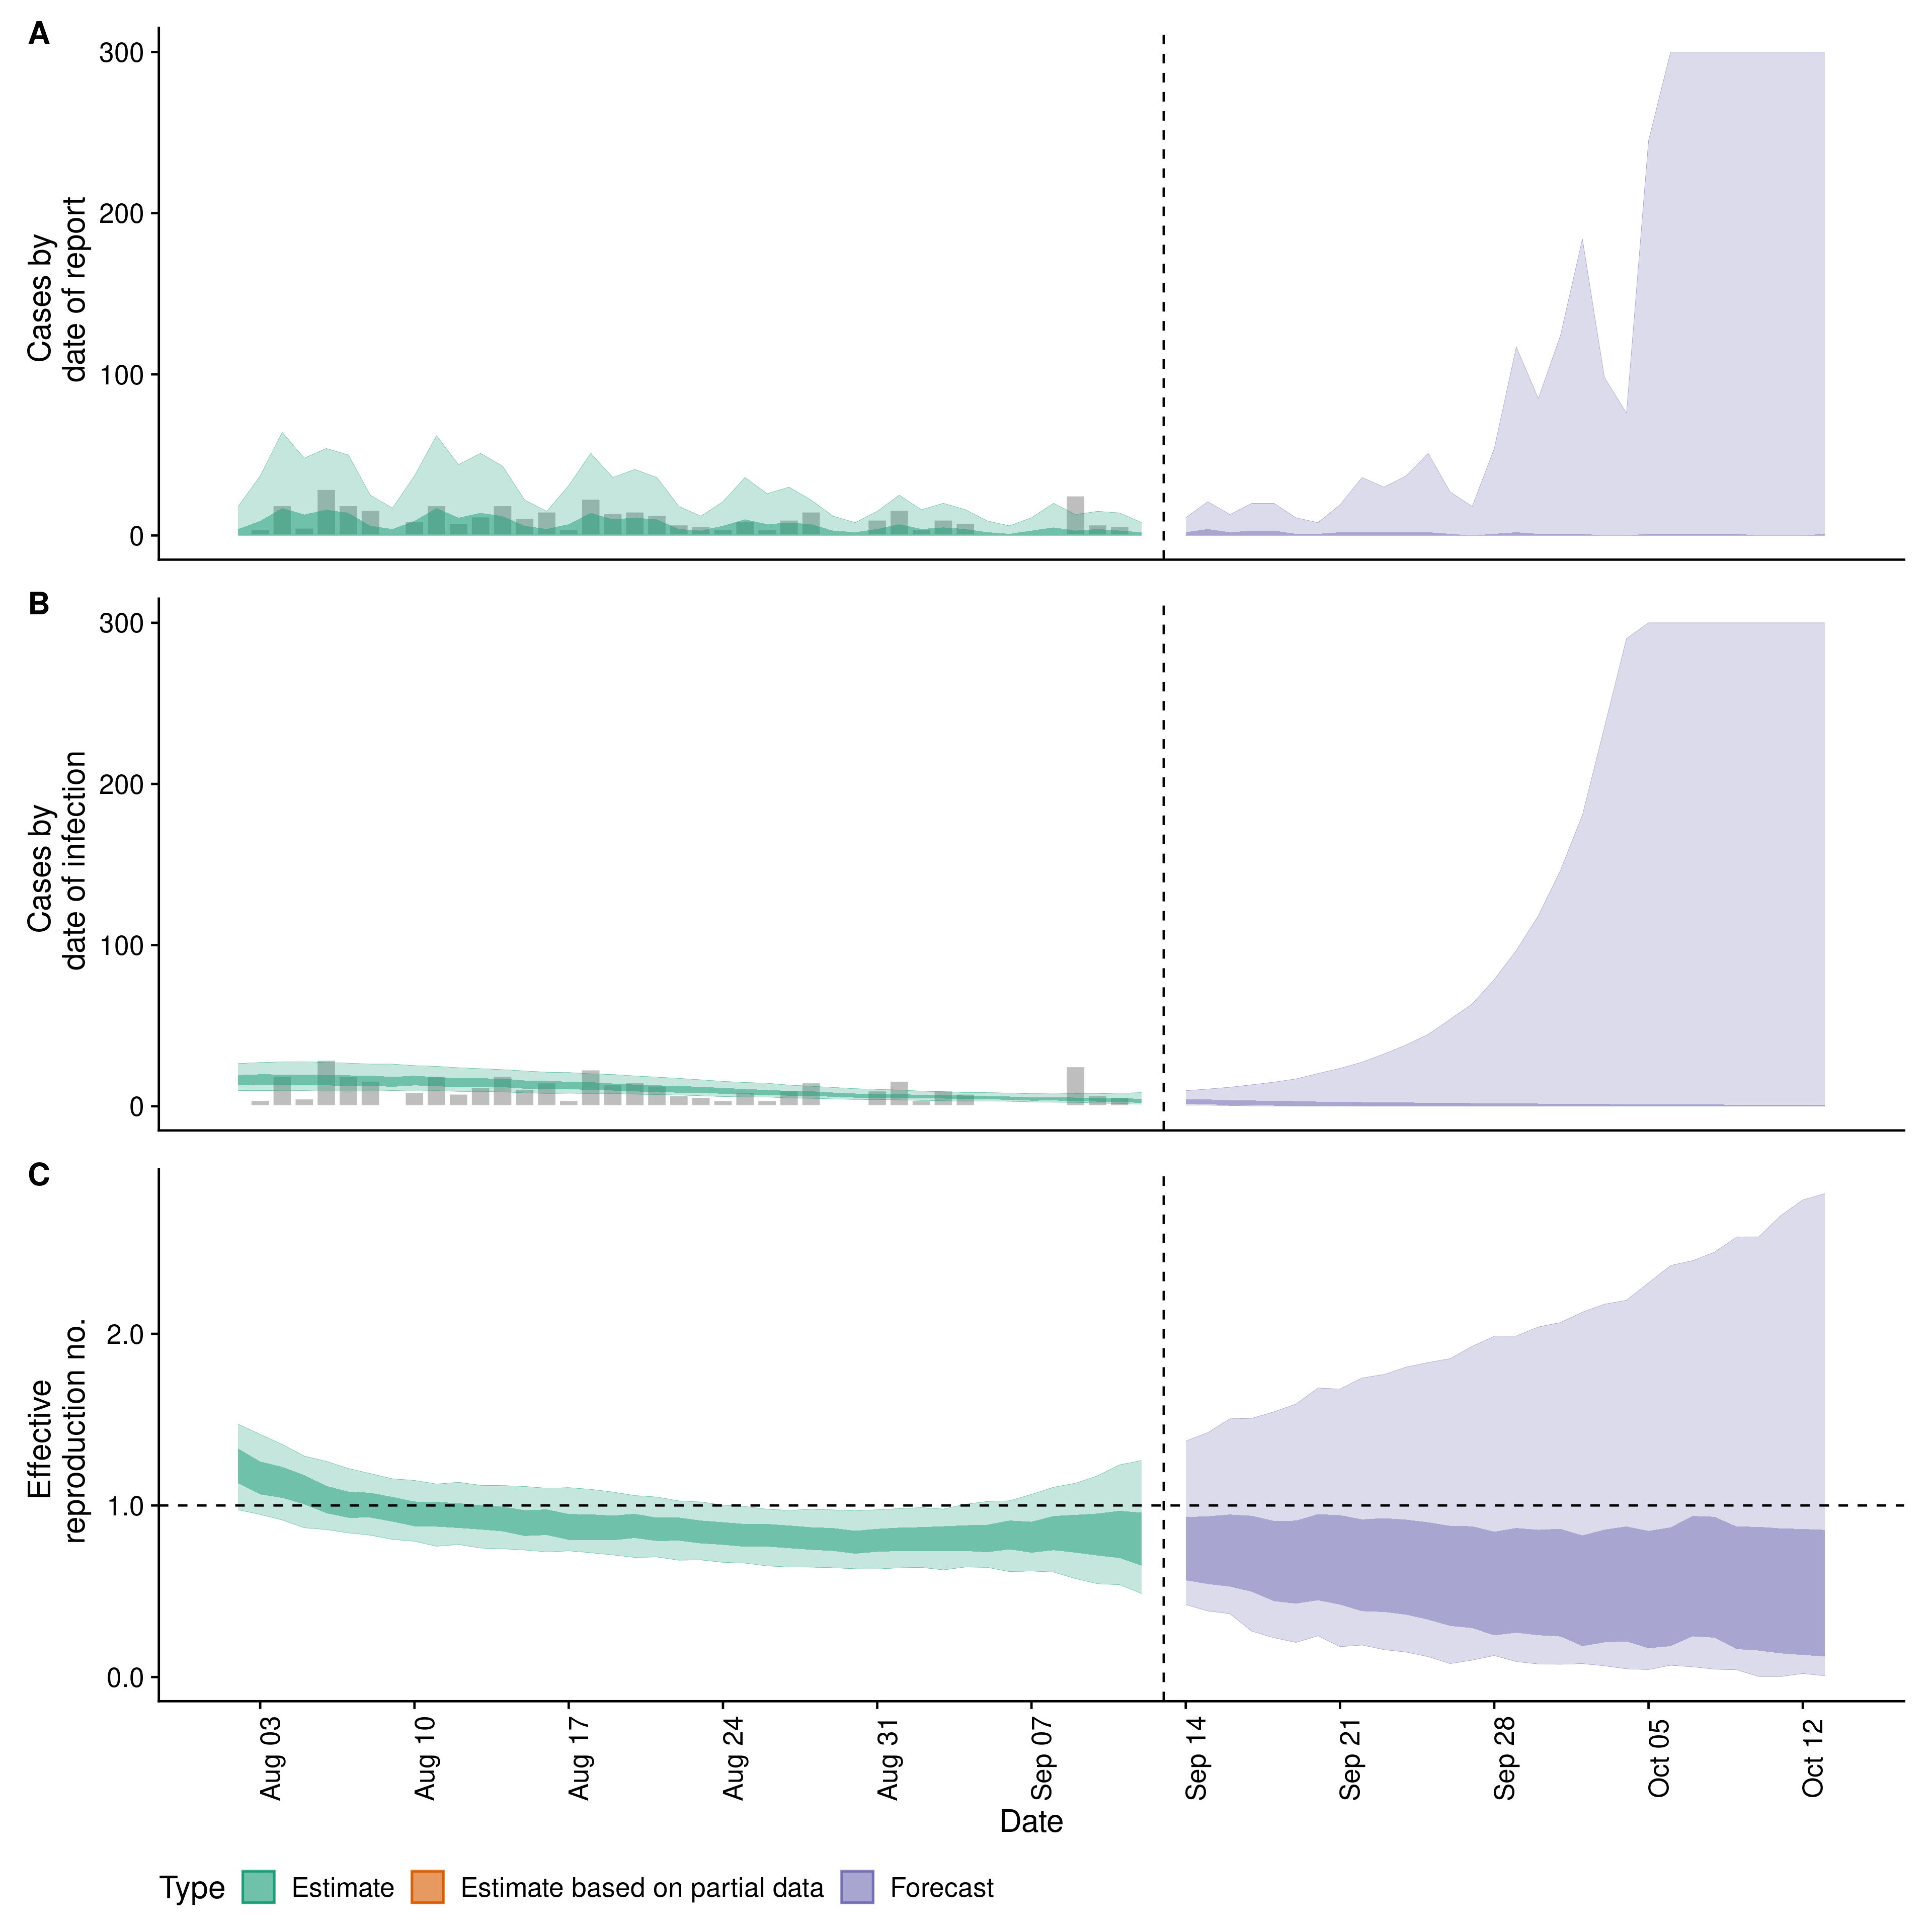 A
300
200
100
0
Cases by
date of report
B
300
200
100
0
Cases by
date of infection
C
2.0
1.0
0.0
Effective
reproduction no.
Aug 03
Aug 10
Aug 17
Aug 24
Aug 31
Sep 07
Sep 14
Sep 21
Sep 28
Oct 05
Oct 12
Date
Type Estimate Estimate based on partial data Forecast